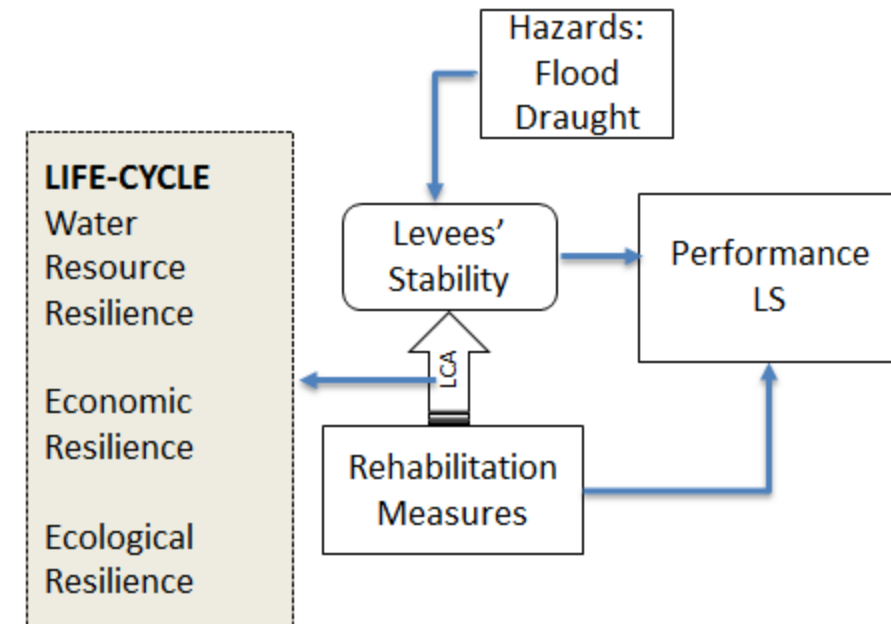 Hazards:
Flood
Draught
LIFE-CYCLE
Water
Resource
Resilience
Economic
Resilience
Ecological
Resilience
Levees’
Stability
Performance
LS
LCA
Rehabilitation
Measures